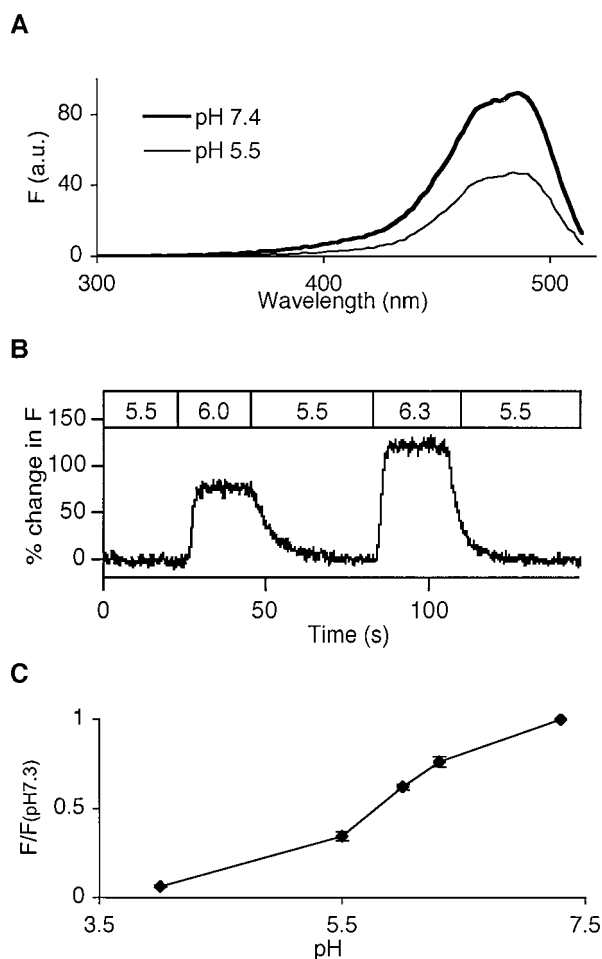 A
F (a.u.)
80
40
0
pH 7.4
pH 5.5
300
400
500
Wavelength (nm)
B
5.5
6.0
5.5
6.3
5.5
% change in F
150
100
50
0
0
50
100
Time (s)
C
F/F(pH7.3)
1
0.5
0
3.5
5.5
7.5
pH